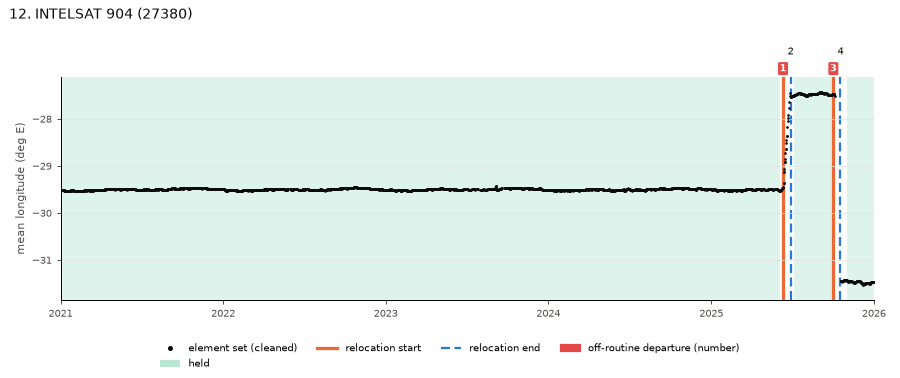 12. INTELSAT 904 (27380)
2
4
1
3
mean longitude (deg E)
−28
−29
−30
−31
2021
2022
2023
2024
2025
2026
element set (cleaned)
relocation start
relocation end
off-routine departure (number)
held